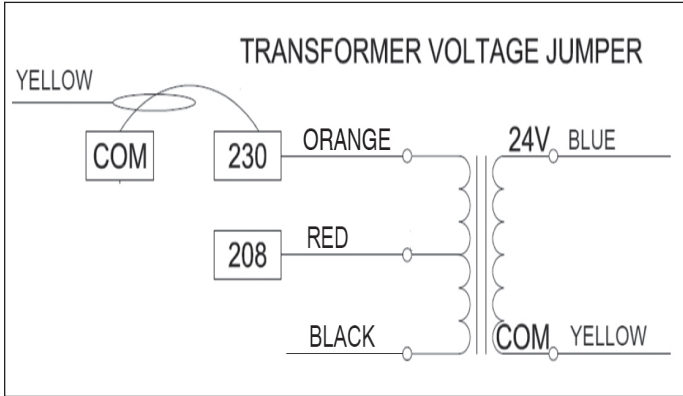 TRANSFORMER VOLTAGE JUMPER
YELLOW
COM
230
ORANGE
24V
BLUE
208
RED
BLACK
COM
YELLOW